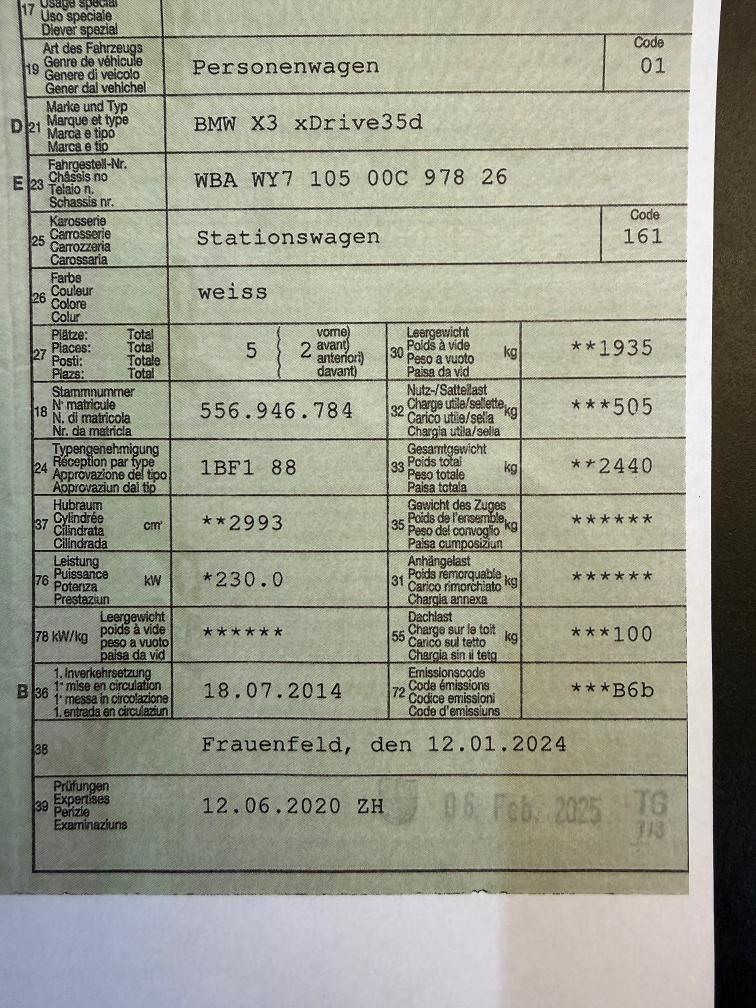 17 Usage spécial
Uso speciale
Diever spezial
19 Art des Fahrzeugs
Genre de véhicule
Genere di veicolo
Gener dal vehichel
Personenwagen
Code
01
D 21 Marke und Typ
Marque et type
Marca e tipo
Marca e tip
BMW X3 xDrive35d
E 23 Fahrgestell-Nr.
Châssis no
Telaio n.
Schassis nr.
WBA WY7 105 00C 978 26
25 Karosserie
Carrosserie
Carrozzeria
Carossaria
Stationswagen
Code
161
26 Farbe
Couleur
Colore
Colur
weiss
27 Plätze: Total
Places: Total
Posti: Totale
Plazs: Total
5 ( 2 vorne)
avant)
anteriori)
davant)
30 Leergewicht
Poids à vide
Peso a vuoto
Paisa da vid
kg
**1935
18 Stammnummer
N° matricule
N. di matricola
Nr. da matricla
556.946.784
32 Nutz-/Sattellast
Charge utile/sellette
Carico utile/sella
Chargia utila/sella
kg
***505
24 Typengenehmigung
Réception par type
Approvazione del tipo
Approvaziun dal tip
1BF1 88
33 Gesamtgewicht
Poids total
Peso totale
Paisa totala
kg
**2440
37 Hubraum
Cylindrée
Cilindrata
Cilindrada
cm³
**2993
35 Gewicht des Zuges
Poids de l'ensemble
Peso del convoglio
Paisa cumposiziun
kg
******
76 Leistung
Puissance
Potenza
Prestaziun
kW
*230.0
31 Anhängelast
Poids remorquable
Carico rimorchiato
Chargia annexa
kg
******
78 kW/kg
Leergewicht
poids à vide
peso a vuoto
paisa da vid
******
55 Dachlast
Charge sur le toit
Carico sul tetto
Chargia sin il tetg
kg
***100
B 36 1. Inverkehrsetzung
1re mise en circulation
1a messa in circolazione
1. entrada en circulaziun
18.07.2014
72 Emissionscode
Code émissions
Codice emissioni
Code d'emissiuns
***B6b
38 Frauenfeld, den 12.01.2024
39 Prüfungen
Expertises
Perizie
Examinaziuns
12.06.2020 ZH
06. Feb. 2025 TG
113